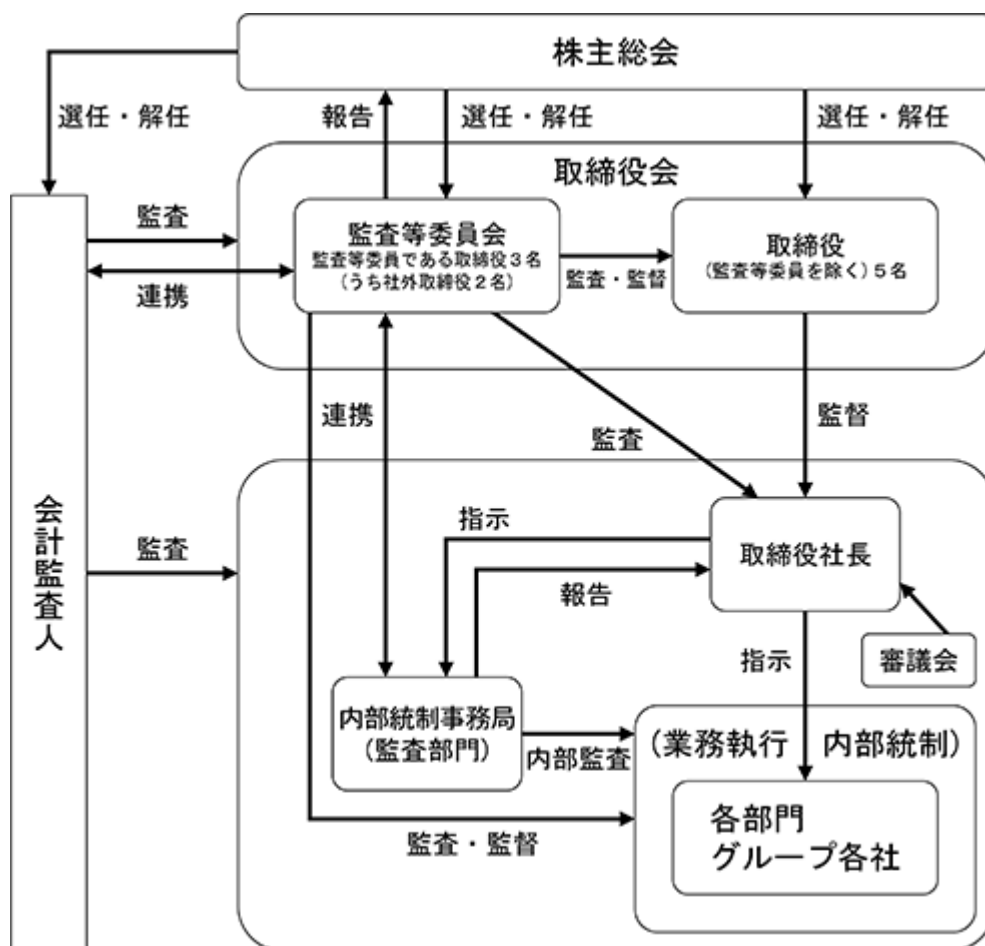 株主総会
選任・解任
報告
選任・解任
選任・解任
取締役会
監査
監査等委員会
監査等委員である取締役3名
(うち社外取締役2名)
監査・監督
取締役
(監査等委員を除く)5名
連携
連携
監査
監督
会計監査人
監査
指示
取締役社長
報告
指示
審議会
内部統制事務局
(監査部門)
内部監査
(業務執行 内部統制)
監査・監督
各部門
グループ各社